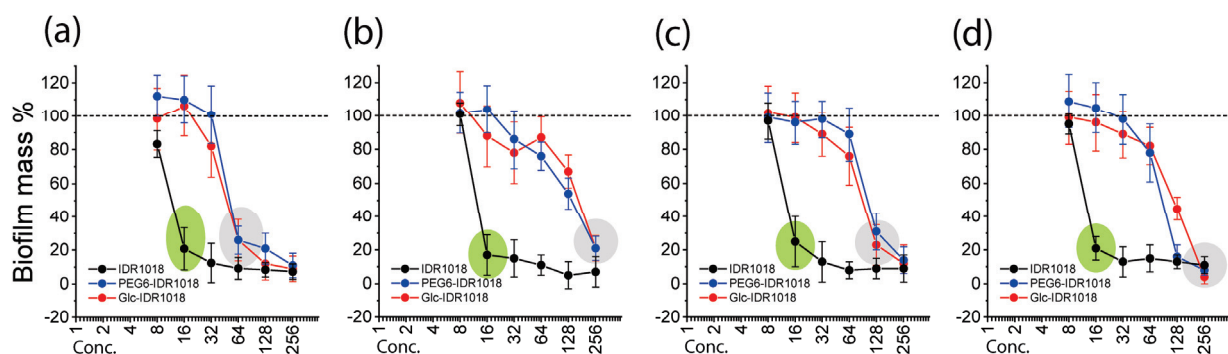 (a)
(b)
(c)
(d)
Biofilm mass %
120
100
80
60
40
20
0
-20
IDR1018
PEG6-IDR1018
Glc-IDR1018
1 2 4 8 16 32 64 128 256
Conc.
120
100
80
60
40
20
0
-20
IDR1018
PEG6-IDR1018
Glc-IDR1018
1 2 4 8 16 32 64 128 256
Conc.
120
100
80
60
40
20
0
-20
IDR1018
PEG6-IDR1018
Glc-IDR1018
1 2 4 8 16 32 64 128 256
Conc.
120
100
80
60
40
20
0
-20
IDR1018
PEG6-IDR1018
Glc-IDR1018
1 2 4 8 16 32 64 128 256
Conc.